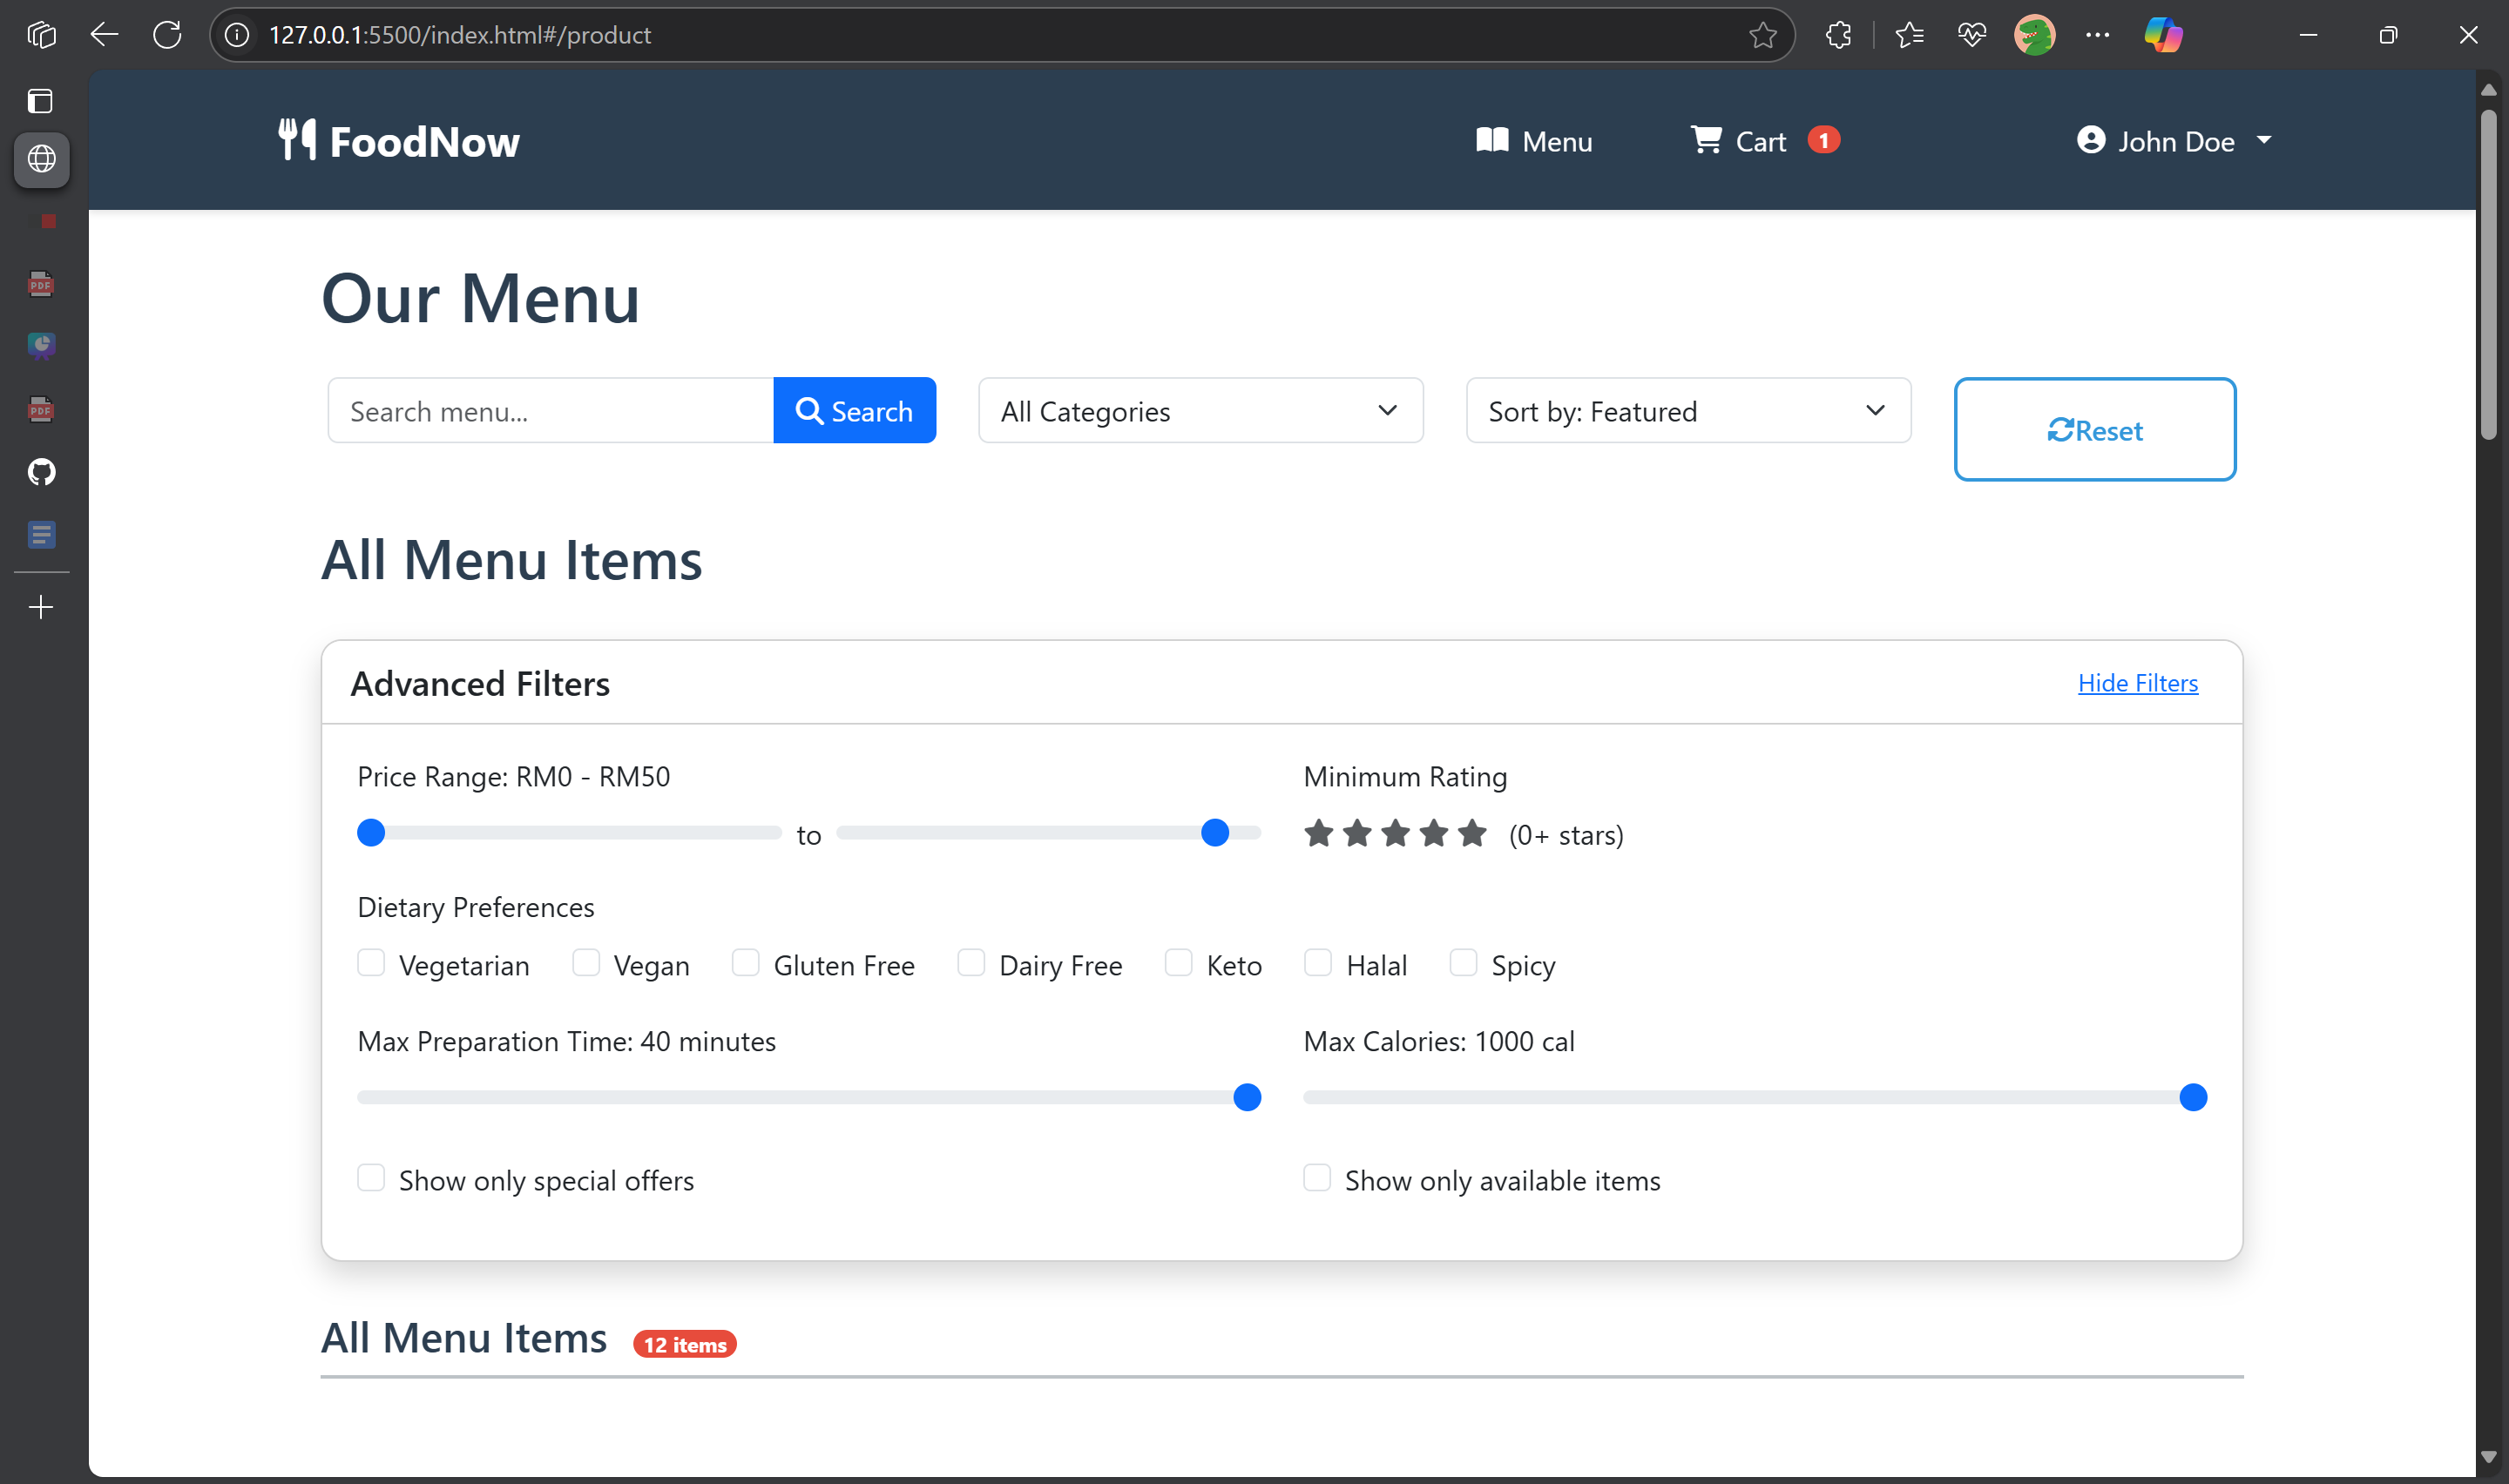 127.0.0.1:5500/index.html#/product
FoodNow
Menu
Cart 1
John Doe
PDF
PDF
Our Menu
Search menu...
Search
All Categories
Sort by: Featured
Reset
All Menu Items
Advanced Filters
Hide Filters
Price Range: RM0 - RM50
to
Minimum Rating
(0+ stars)
Dietary Preferences
Vegetarian
Vegan
Gluten Free
Dairy Free
Keto
Halal
Spicy
Max Preparation Time: 40 minutes
Max Calories: 1000 cal
Show only special offers
Show only available items
All Menu Items 12 items